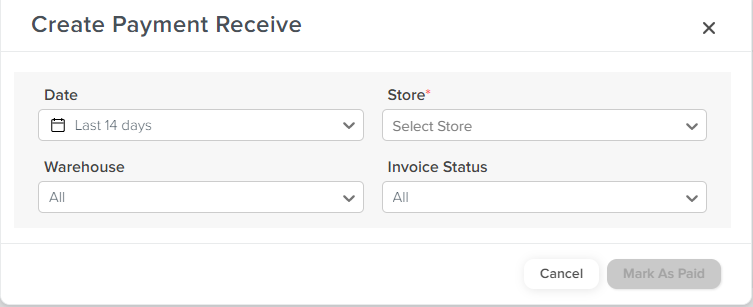 Create Payment Receive
Date
Store*
Last 14 days
Select Store
Warehouse
Invoice Status
All
All
Cancel
Mark As Paid